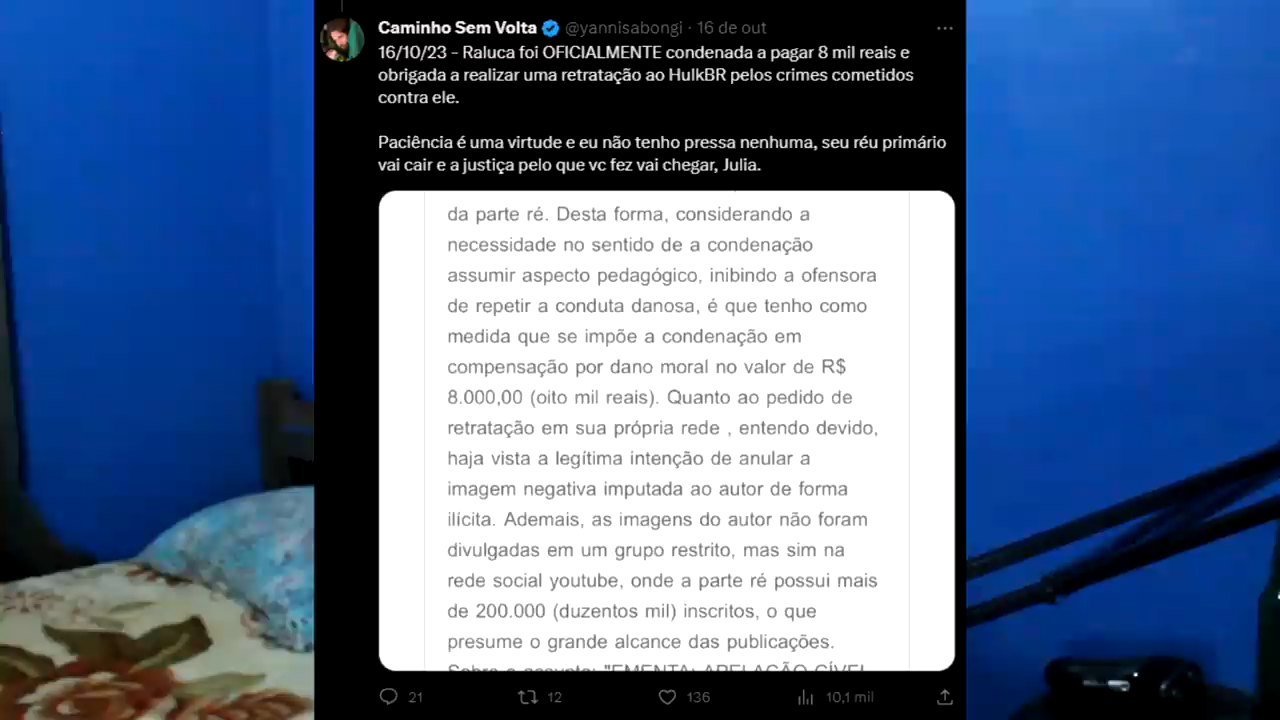 Caminho Sem Volta @yannisabongi · 16 de out
16/10/23 - Raluca foi OFICIALMENTE condenada a pagar 8 mil reais e
obrigada a realizar uma retratação ao HulkBR pelos crimes cometidos
contra ele.
Paciência é uma virtude e eu não tenho pressa nenhuma, seu réu primário
vai cair e a justiça pelo que vc fez vai chegar, Julia.
da parte ré. Desta forma, considerando a
necessidade no sentido de a condenação
assumir aspecto pedagógico, inibindo a ofensora
de repetir a conduta danosa, é que tenho como
medida que se impõe a condenação em
compensação por dano moral no valor de R$
8.000,00 (oito mil reais). Quanto ao pedido de
retratação em sua própria rede , entendo devido,
haja vista a legítima intenção de anular a
imagem negativa imputada ao autor de forma
ilícita. Ademais, as imagens do autor não foram
divulgadas em um grupo restrito, mas sim na
rede social youtube, onde a parte ré possui mais
de 200.000 (duzentos mil) inscritos, o que
presume o grande alcance das publicações.
Sobre o assunto: "EMENTA: APELAÇÃO CÍVEL
21 12 136 10,1 mil